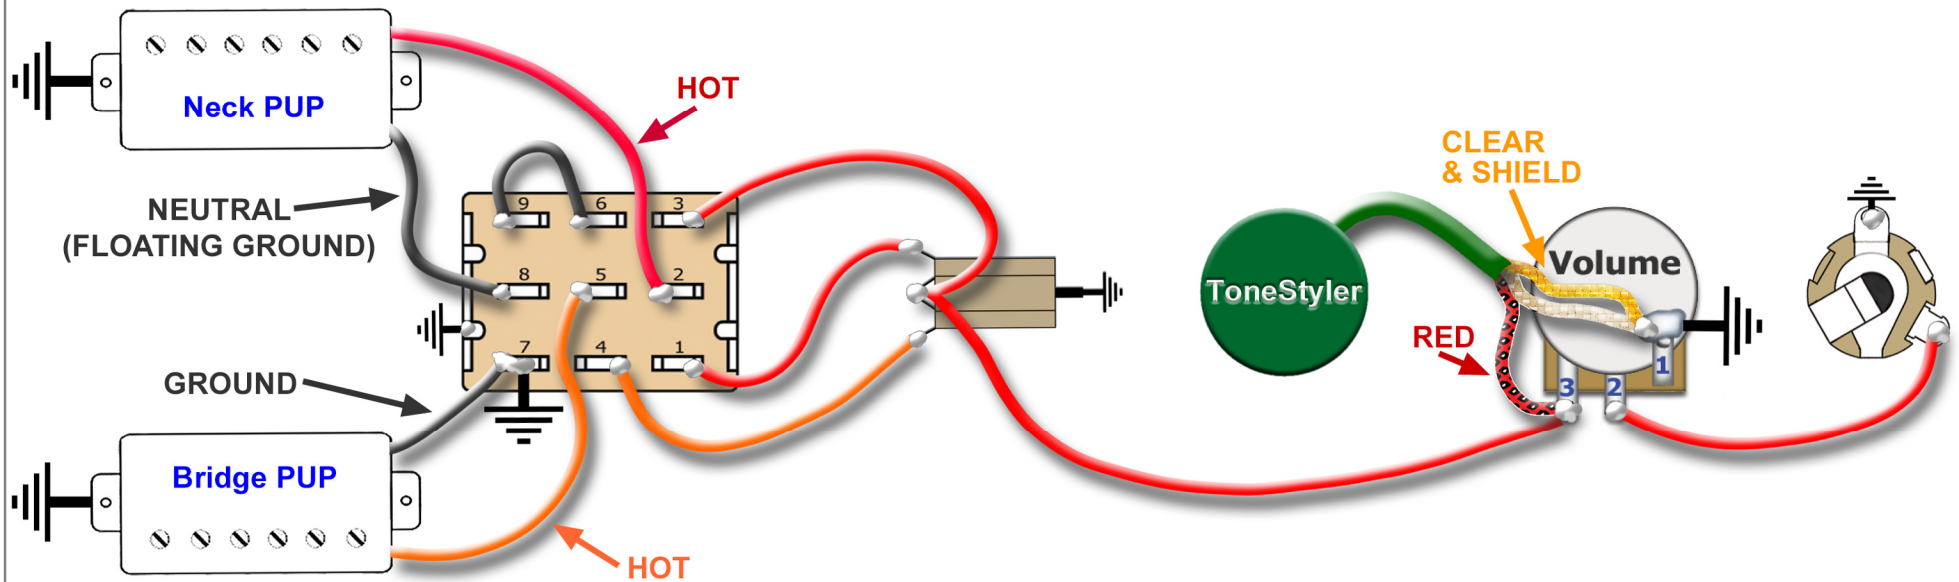 Neck PUP
HOT
NEUTRAL
(FLOATING GROUND)
9 6 3
8 5 2
7 4 1
GROUND
Bridge PUP
HOT
ToneStyler
CLEAR
& SHIELD
Volume
RED
3 2 1